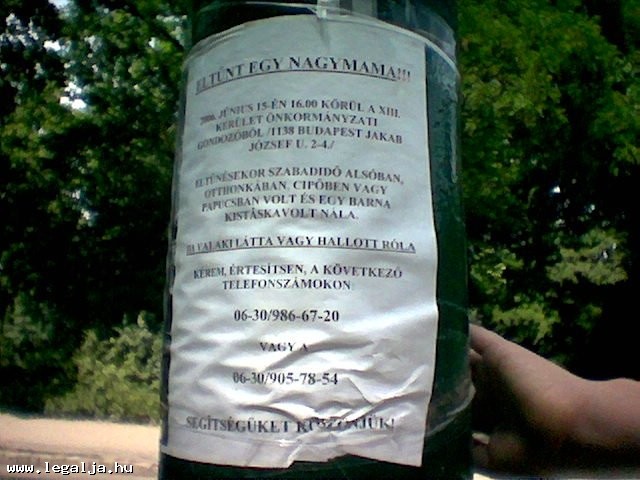 ELTŰNT EGY NAGYMAMA!!!
2006. JÚNIUS 15-ÉN 16.00 KÖRÜL A XIII.
KERÜLET ÖNKORMÁNYZATI
GONDOZÓBÓL /1138 BUDAPEST JAKAB
JÓZSEF U. 2-4./
ELTŰNÉSEKOR SZABADIDŐ ALSÓBAN,
OTTHONKÁBAN, CIPŐBEN VAGY
PAPUCSBAN VOLT ÉS EGY BARNA
KISTÁSKAVOLT NÁLA.
HA VALAKI LÁTTA VAGY HALLOTT RÓLA
KÉREM, ÉRTESÍTSEN, A KÖVETKEZŐ
TELEFONSZÁMOKON:
06-30/986-67-20
VAGY A
06-30/905-78-54
SEGÍTSÉGÜKET KÖSZÖNJÜK!
www.legalja.hu